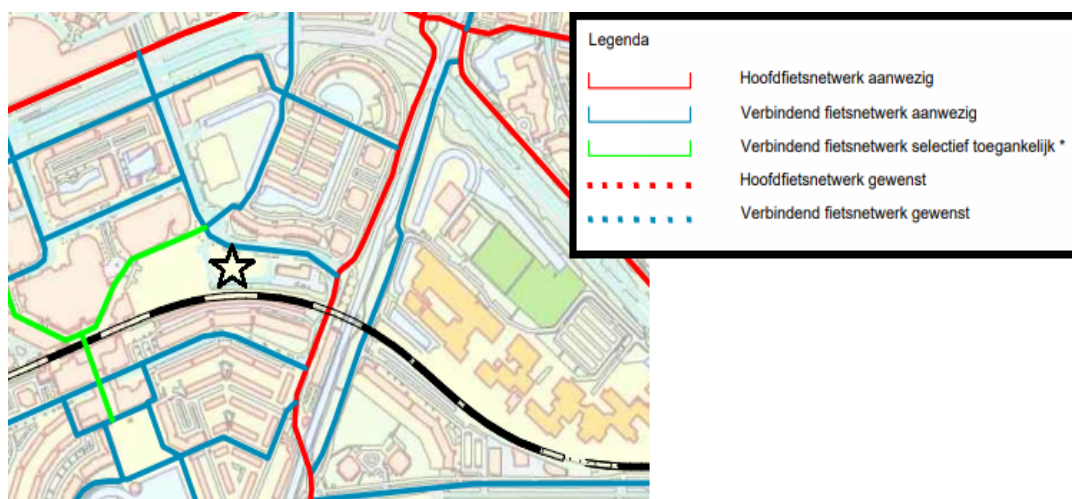 Legenda
Hoofdfietsnetwerk aanwezig
Verbindend fietsnetwerk aanwezig
Verbindend fietsnetwerk selectief toegankelijk *
Hoofdfietsnetwerk gewenst
Verbindend fietsnetwerk gewenst